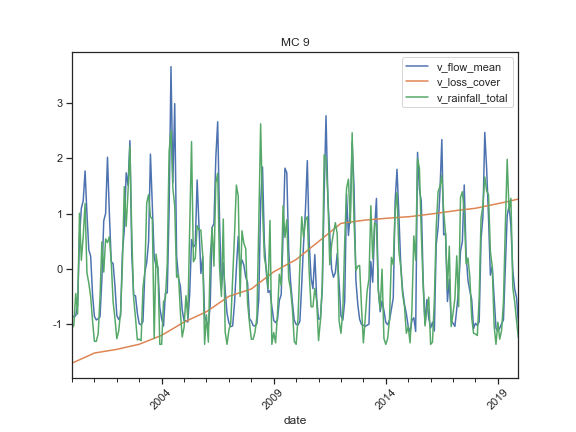 MC 9
v_flow_mean
v_loss_cover
v_rainfall_total
3
2
1
0
-1
2004
2009
2014
2019
date